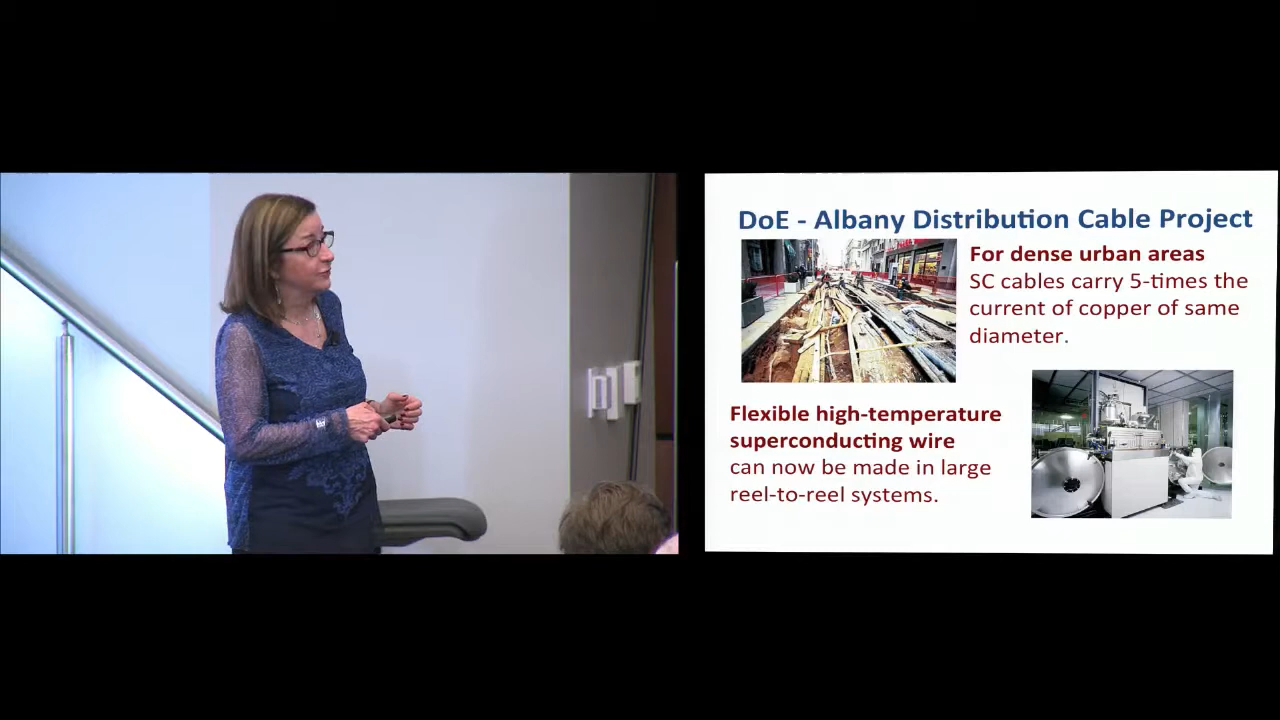 DoE - Albany Distribution Cable Project
For dense urban areas
SC cables carry 5-times the
current of copper of same
diameter.
Flexible high-temperature
superconducting wire
can now be made in large
reel-to-reel systems.